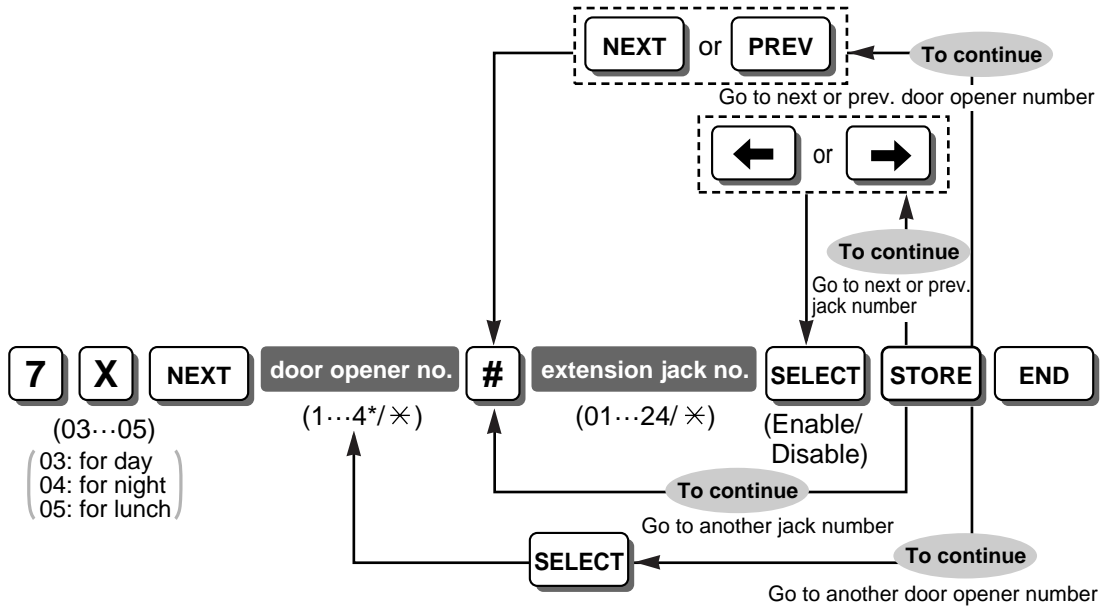 NEXT or PREV
To continue
Go to next or prev. door opener number
← or →
To continue
Go to next or prev.
jack number
7 X NEXT door opener no. # extension jack no. SELECT STORE END
(03···05) (1···4*/✳) (01···24/✳) (Enable/
Disable)
03: for day
04: for night
05: for lunch
To continue
Go to another jack number
SELECT
To continue
Go to another door opener number